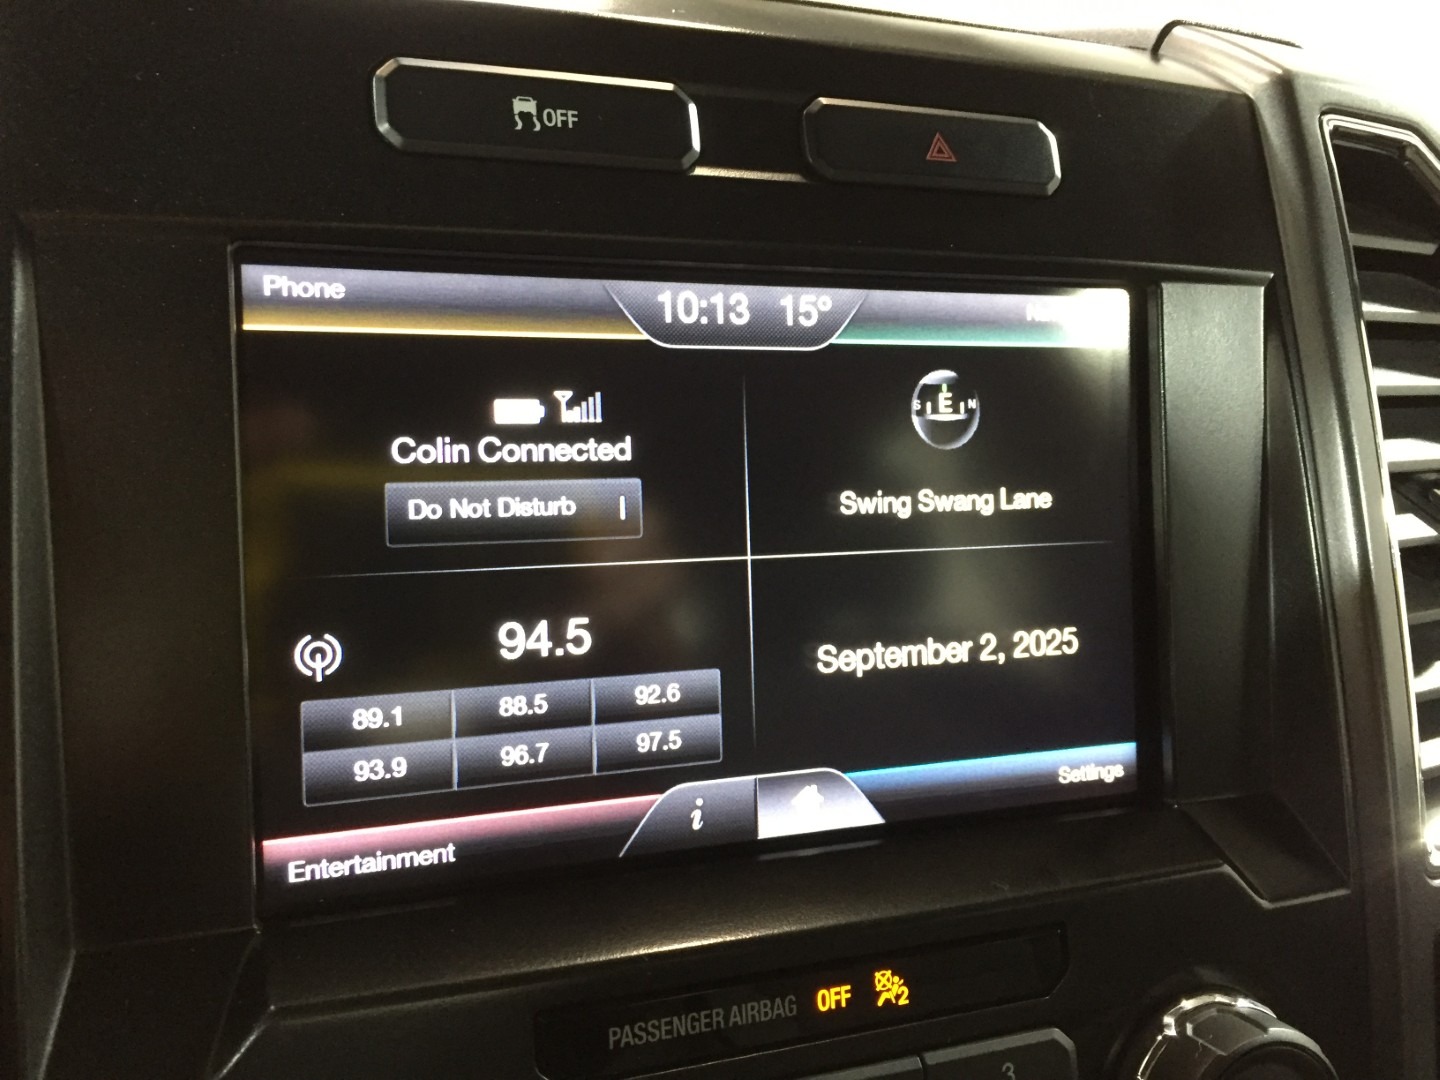 OFF
Phone
10:13 15°
Colin Connected
Do Not Disturb
S E N
Swing Swang Lane
94.5
89.1 88.5 92.6
93.9 96.7 97.5
September 2, 2025
Settings
i
Entertainment
PASSENGER AIRBAG OFF 2
3